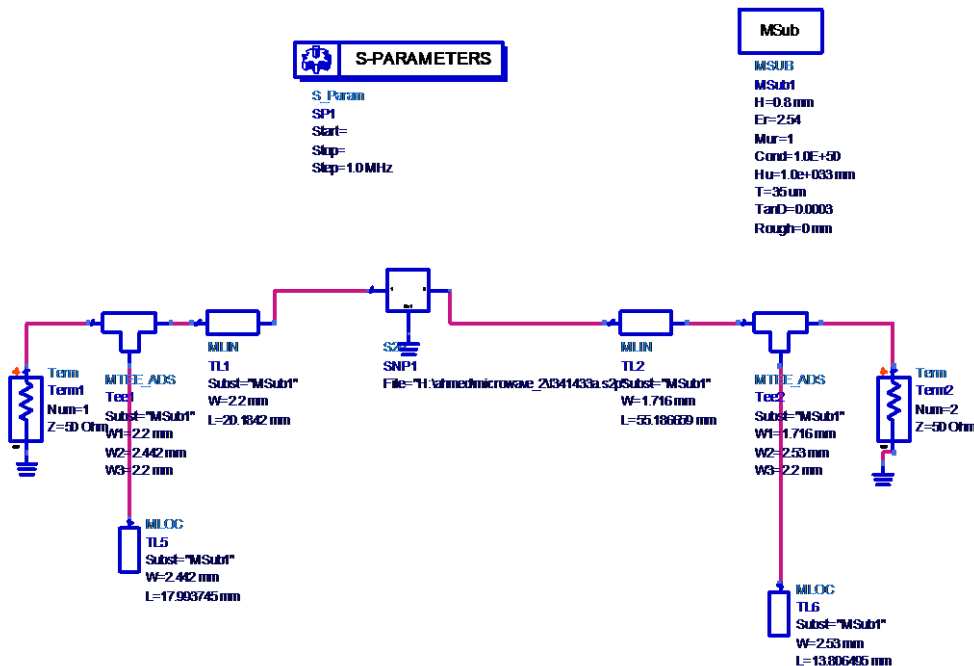 MSub
S-PARAMETERS
MSUB
MSub1
H=0.8 mm
Er=2.54
Mur=1
Cond=1.0E+50
Hu=1.0e+033 mm
T=35 um
TanD=0.0003
Rough=0 mm
S_Param
SP1
Start=
Stop=
Step=1.0 MHz
Term
Term1
Num=1
Z=50 Ohm
MTEE_ADS
Tee1
Subst="MSub1"
W1=2.2 mm
W2=2.442 mm
W3=2.2 mm
MLIN
TL1
Subst="MSub1"
W=2.2 mm
L=20.1842 mm
SNP1
File="H:\ahmed\microwave_2\f341433a.s2p"
MLIN
TL2
Subst="MSub1"
W=1.716 mm
L=55.186659 mm
MTEE_ADS
Tee2
Subst="MSub1"
W1=1.716 mm
W2=2.53 mm
W3=2.2 mm
Term
Term2
Num=2
Z=50 Ohm
MLOC
TL5
Subst="MSub1"
W=2.442 mm
L=17.993745 mm
MLOC
TL6
Subst="MSub1"
W=2.53 mm
L=13.806495 mm